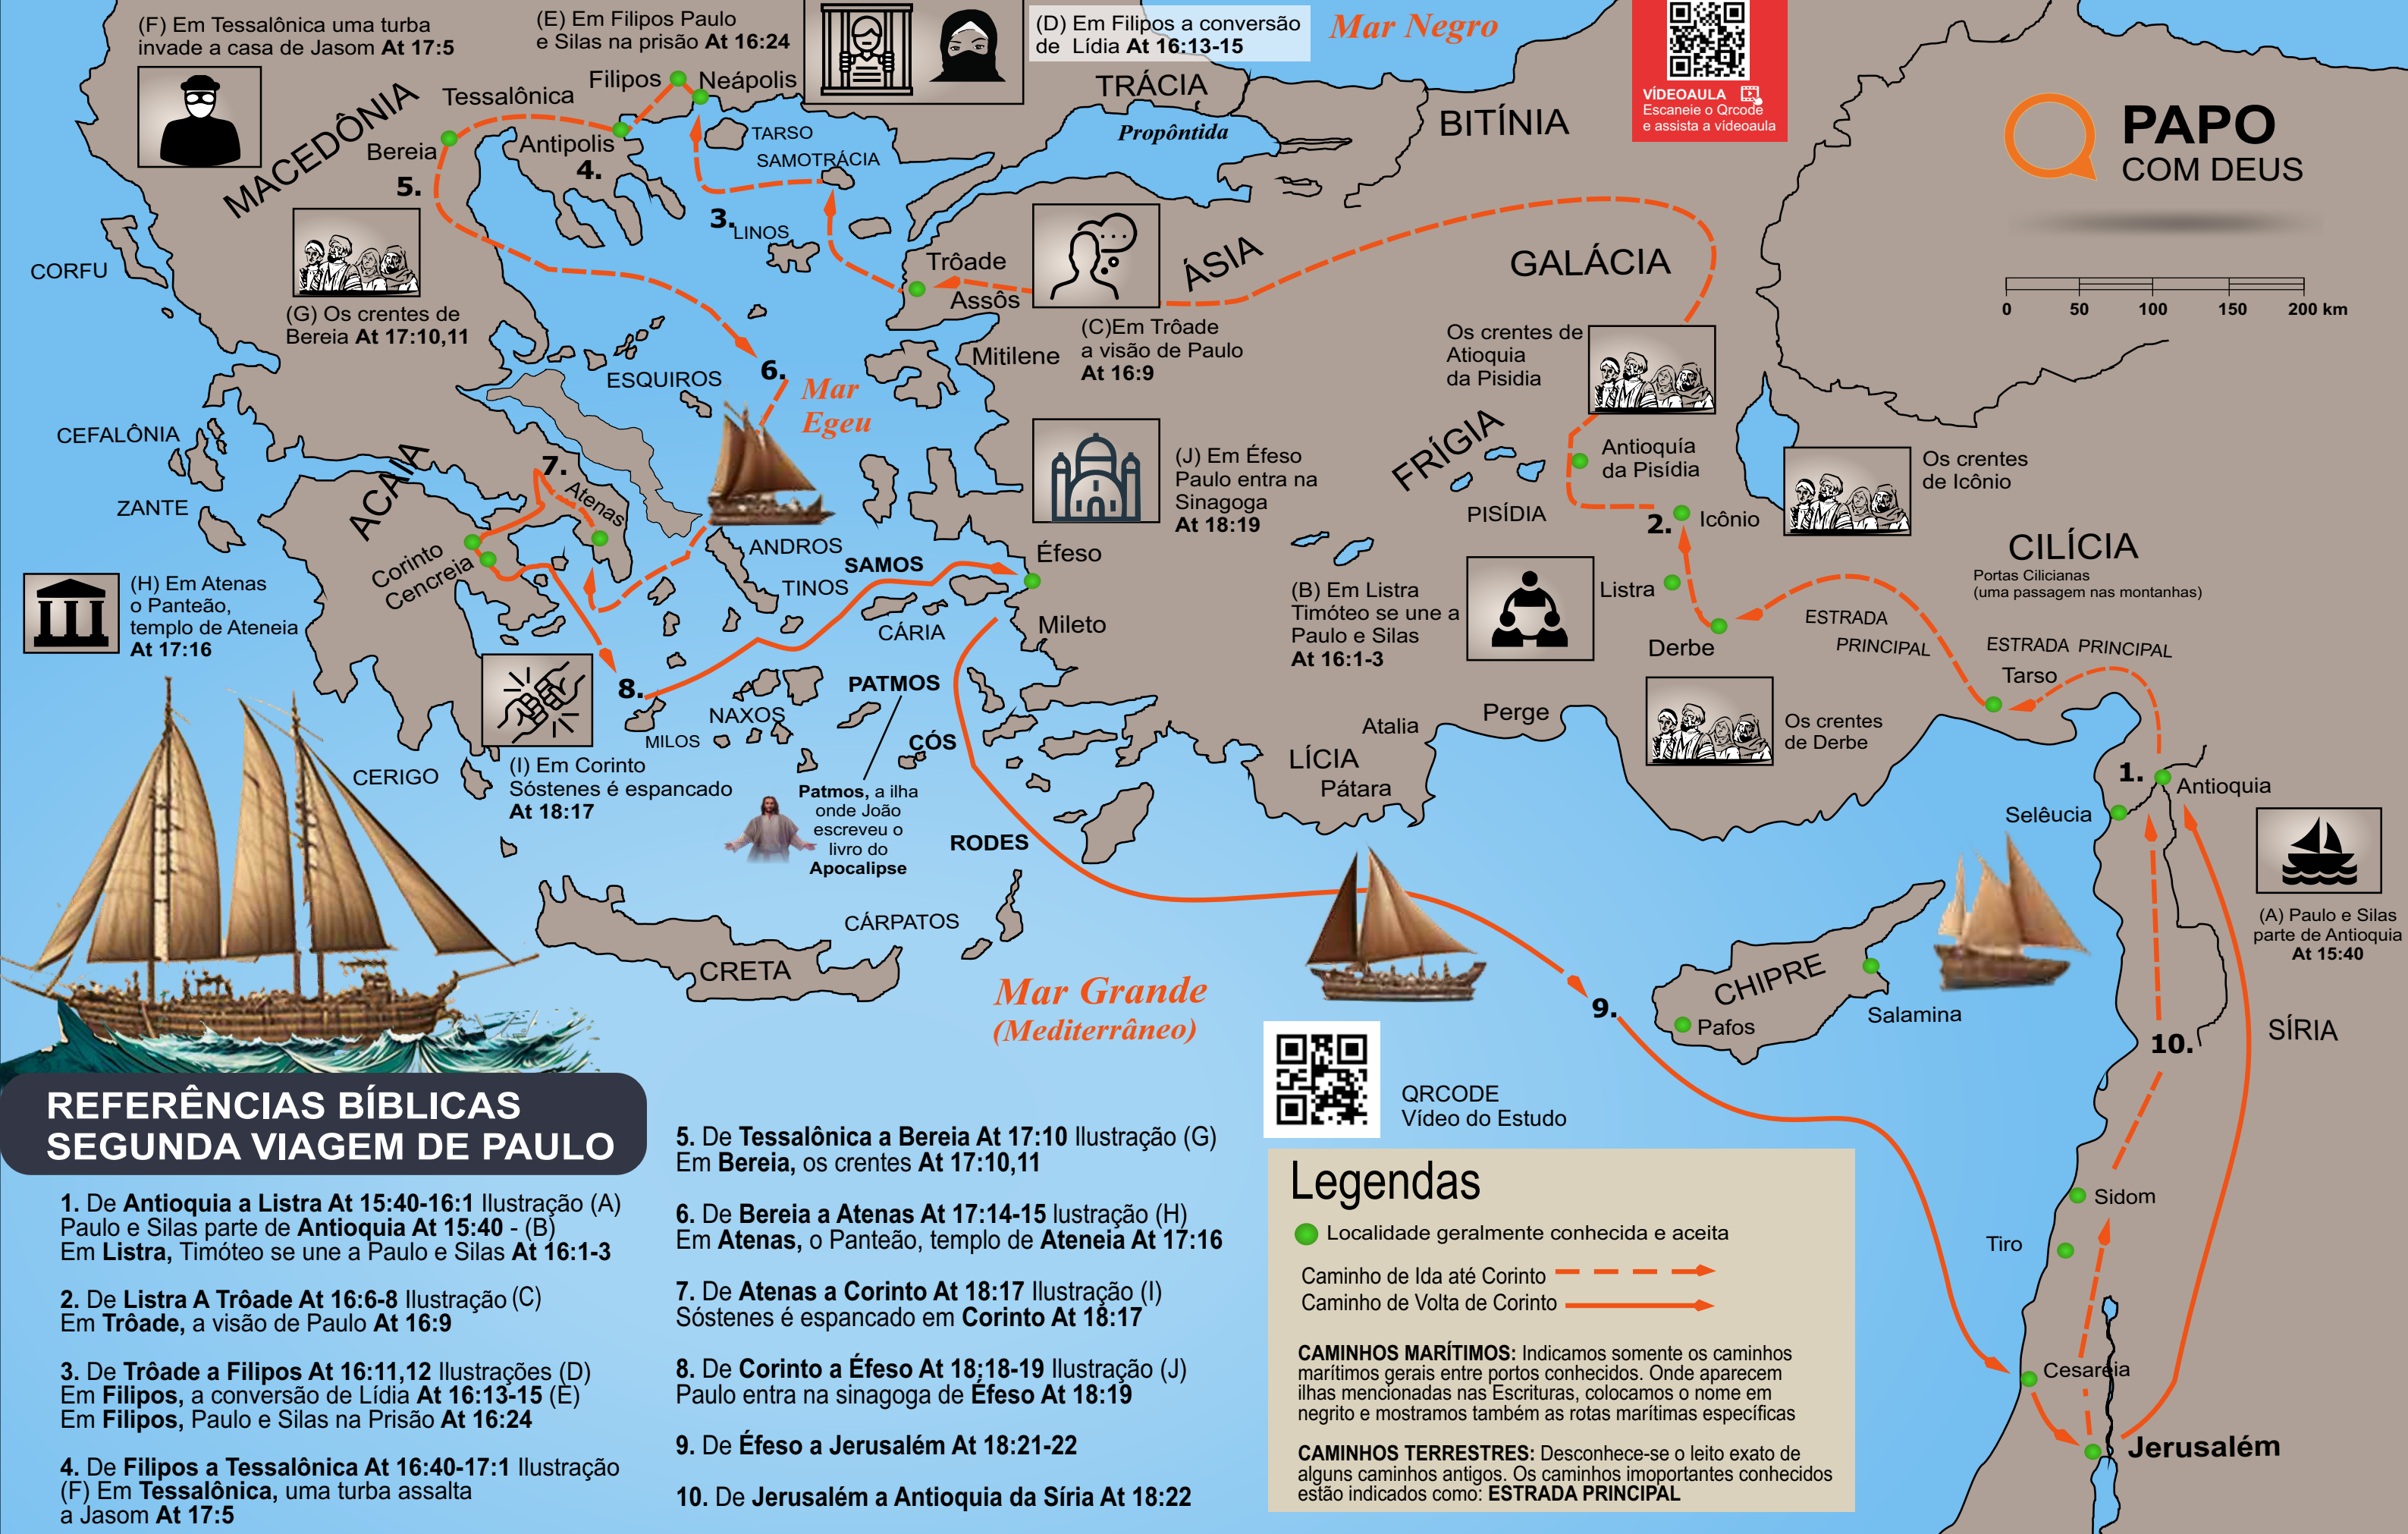 (F) Em Tessalônica uma turba
invade a casa de Jasom At 17:5
(E) Em Filipos Paulo
e Silas na prisão At 16:24
(D) Em Filipos a conversão
de Lídia At 16:13-15
Mar Negro
VÍDEOAULA
Escaneie o Qrcode
e assista a vídeoaula
PAPO
COM DEUS
0 50 100 150 200 km
MACEDÔNIA
Tessalônica
Filipos
Neápolis
TRÁCIA
BITÍNIA
Propôntida
Bereia
Antipolis
4.
5.
TARSO
SAMOTRÁCIA
3.
LINOS
CORFU
(G) Os crentes de
Bereia At 17:10,11
Trôade
Assôs
ÁSIA
GALÁCIA
(C)Em Trôade
a visão de Paulo
At 16:9
Mitilene
Os crentes de
Atioquia
da Pisidia
ESQUIROS
6.
Mar
Egeu
CEFALÔNIA
ZANTE
ACAIA
7.
Atenas
(J) Em Éfeso
Paulo entra na
Sinagoga
At 18:19
FRÍGIA
Antioquía
da Pisídia
PISÍDIA
2.
Icônio
Os crentes
de Icônio
CILÍCIA
Portas Cilicianas
(uma passagem nas montanhas)
Corinto
Cencreia
ANDROS
TINOS
SAMOS
Éfeso
CÁRIA
Mileto
(H) Em Atenas
o Panteão,
templo de Ateneia
At 17:16
(B) Em Listra
Timóteo se une a
Paulo e Silas
At 16:1-3
Listra
Derbe
ESTRADA
PRINCIPAL
ESTRADA PRINCIPAL
Tarso
8.
MILOS
NAXOS
PATMOS
CÓS
Atalia
Perge
LÍCIA
Pátara
Os crentes
de Derbe
CERIGO
(I) Em Corinto
Sóstenes é espancado
At 18:17
Patmos, a ilha
onde João
escreveu o
livro do
Apocalipse
RODES
1.
Antioquia
Selêucia
(A) Paulo e Silas
parte de Antioquia
At 15:40
CÁRPATOS
CRETA
Mar Grande
(Mediterrâneo)
9.
CHIPRE
Pafos
Salamina
10.
SÍRIA
QRCODE
Vídeo do Estudo
Sidom
Tiro
Cesaréia
Jerusalém
REFERÊNCIAS BÍBLICAS
SEGUNDA VIAGEM DE PAULO
1. De Antioquia a Listra At 15:40-16:1 Ilustração (A)
Paulo e Silas parte de Antioquia At 15:40 - (B)
Em Listra, Timóteo se une a Paulo e Silas At 16:1-3
2. De Listra A Trôade At 16:6-8 Ilustração (C)
Em Trôade, a visão de Paulo At 16:9
3. De Trôade a Filipos At 16:11,12 Ilustrações (D)
Em Filipos, a conversão de Lídia At 16:13-15 (E)
Em Filipos, Paulo e Silas na Prisão At 16:24
4. De Filipos a Tessalônica At 16:40-17:1 Ilustração
(F) Em Tessalônica, uma turba assalta
a Jasom At 17:5
5. De Tessalônica a Bereia At 17:10 Ilustração (G)
Em Bereia, os crentes At 17:10,11
6. De Bereia a Atenas At 17:14-15 lustração (H)
Em Atenas, o Panteão, templo de Ateneia At 17:16
7. De Atenas a Corinto At 18:17 Ilustração (I)
Sóstenes é espancado em Corinto At 18:17
8. De Corinto a Éfeso At 18:18-19 Ilustração (J)
Paulo entra na sinagoga de Éfeso At 18:19
9. De Éfeso a Jerusalém At 18:21-22
10. De Jerusalém a Antioquia da Síria At 18:22
Legendas
Localidade geralmente conhecida e aceita
Caminho de Ida até Corinto
Caminho de Volta de Corinto
CAMINHOS MARÍTIMOS: Indicamos somente os caminhos
marítimos gerais entre portos conhecidos. Onde aparecem
ilhas mencionadas nas Escrituras, colocamos o nome em
negrito e mostramos também as rotas marítimas específicas
CAMINHOS TERRESTRES: Desconhece-se o leito exato de
alguns caminhos antigos. Os caminhos imoportantes conhecidos
estão indicados como: ESTRADA PRINCIPAL